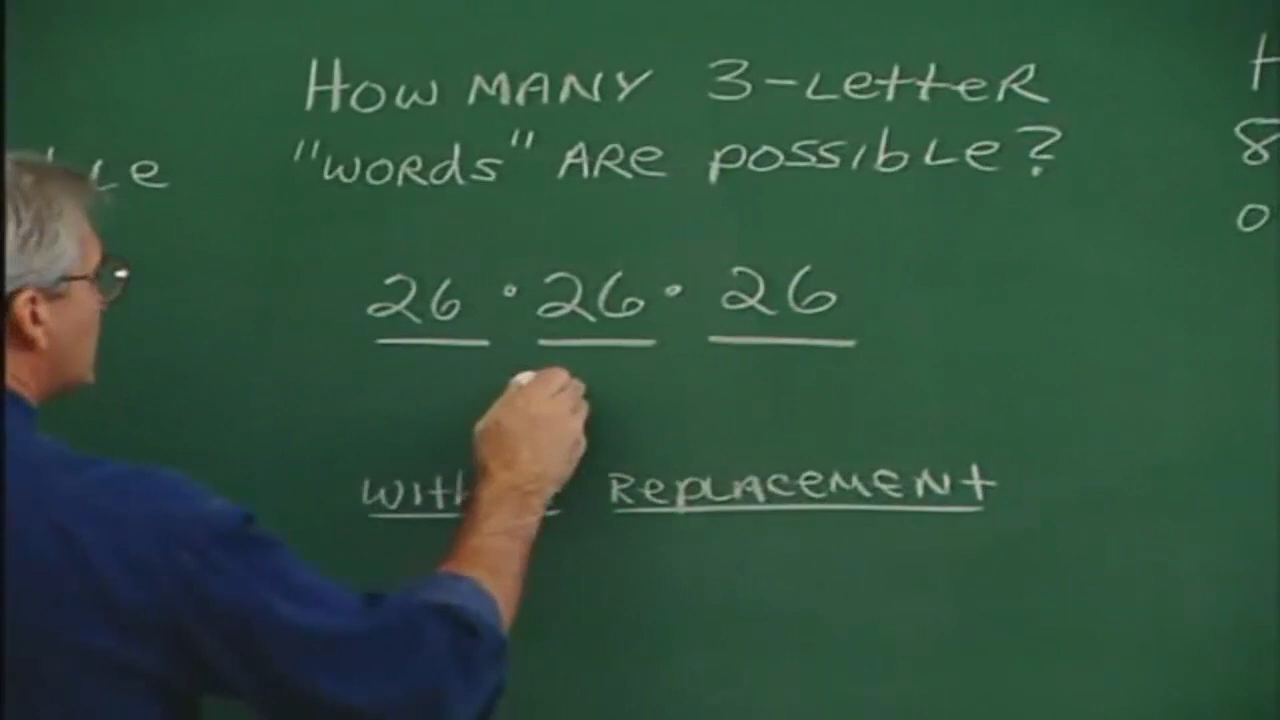 How many 3-Letter
"words" are possible?
26 · 26 · 26
Replacement